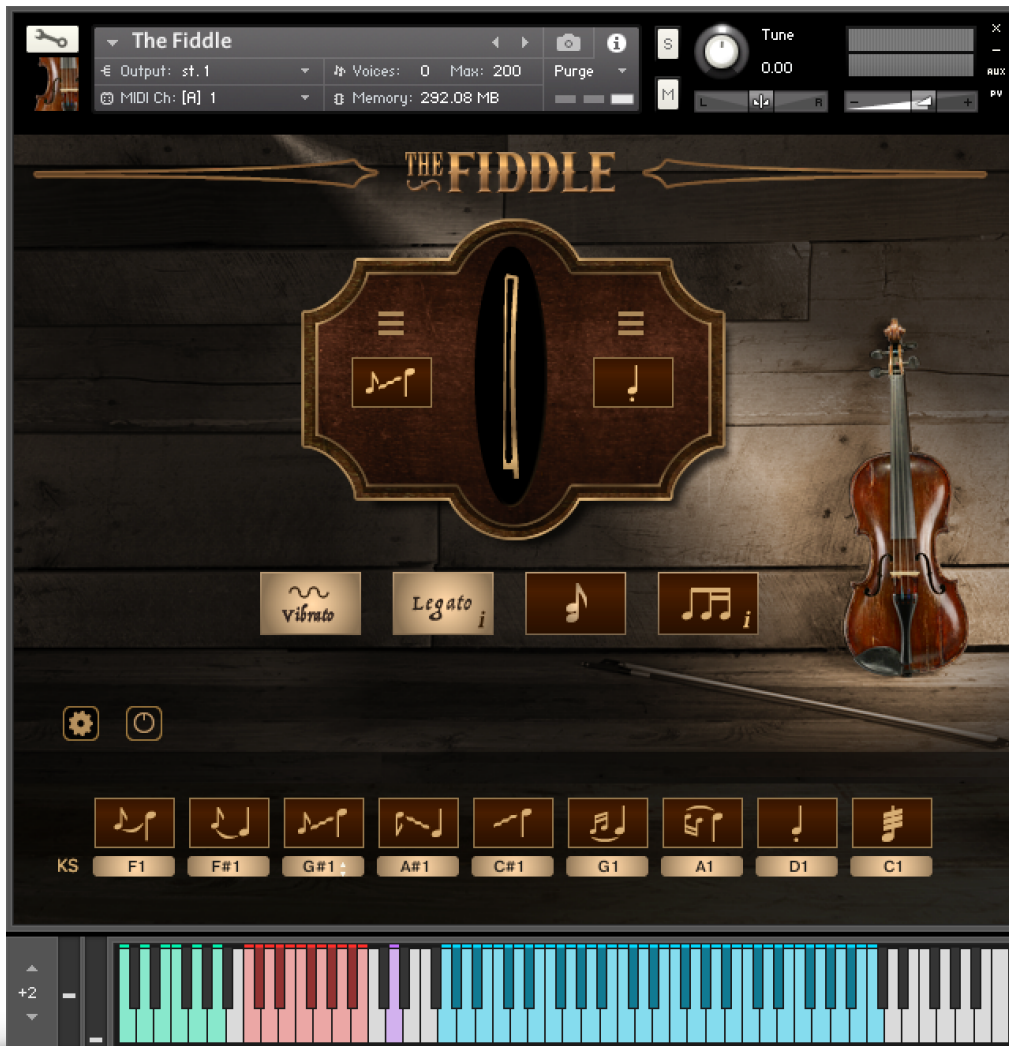 The Fiddle
Output: st.1
Voices: 0 Max: 200
Purge
MIDI Ch: [A] 1
Memory: 292.08 MB
S
M
Tune
0.00
L R
- +
×
–
AUX
PV
THE FIDDLE
Vibrato
Legato i
i
KS F1 F#1 G#1 A#1 C#1 G1 A1 D1 C1
+2